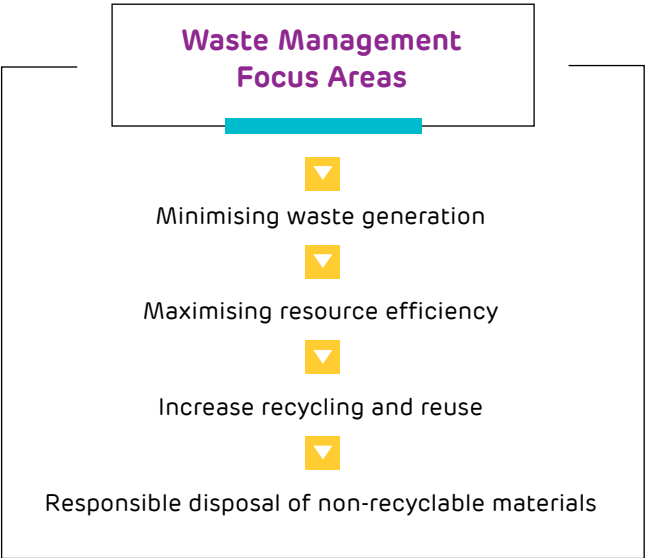 Waste Management
Focus Areas
Minimising waste generation
Maximising resource efficiency
Increase recycling and reuse
Responsible disposal of non-recyclable materials